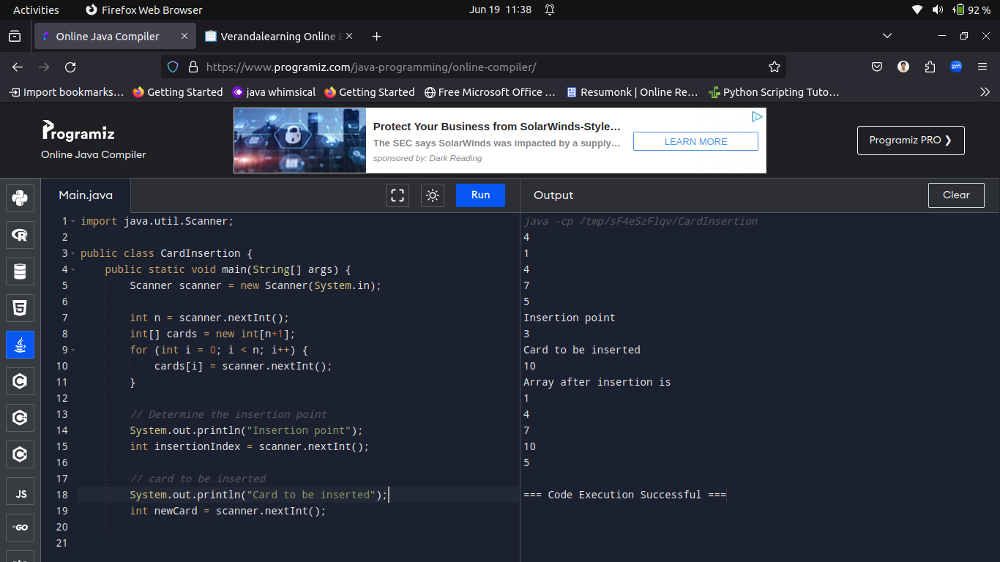 Activities
Firefox Web Browser
Jun 19 11:38
92 %
Online Java Compiler
Verandalearning Online E
https://www.programiz.com/java-programming/online-compiler/
zm
Import bookmarks…
Getting Started
java whimsical
Getting Started
Free Microsoft Office …
Resumonk | Online Re…
Python Scripting Tuto…
Programiz
Online Java Compiler
Protect Your Business from SolarWinds-Style…
The SEC says SolarWinds was impacted by a supply…
sponsored by: Dark Reading
LEARN MORE
Programiz PRO ❯
Main.java
Run
Output
Clear
JS
GO
1 import java.util.Scanner;
2
3 public class CardInsertion {
4 public static void main(String[] args) {
5 Scanner scanner = new Scanner(System.in);
6
7 int n = scanner.nextInt();
8 int[] cards = new int[n+1];
9 for (int i = 0; i < n; i++) {
10 cards[i] = scanner.nextInt();
11 }
12
13 // Determine the insertion point
14 System.out.println("Insertion point");
15 int insertionIndex = scanner.nextInt();
16
17 // card to be inserted
18 System.out.println("Card to be inserted");
19 int newCard = scanner.nextInt();
20
21
java -cp /tmp/sF4eSzFlqv/CardInsertion
4
1
4
7
5
Insertion point
3
Card to be inserted
10
Array after insertion is
1
4
7
10
5
=== Code Execution Successful ===